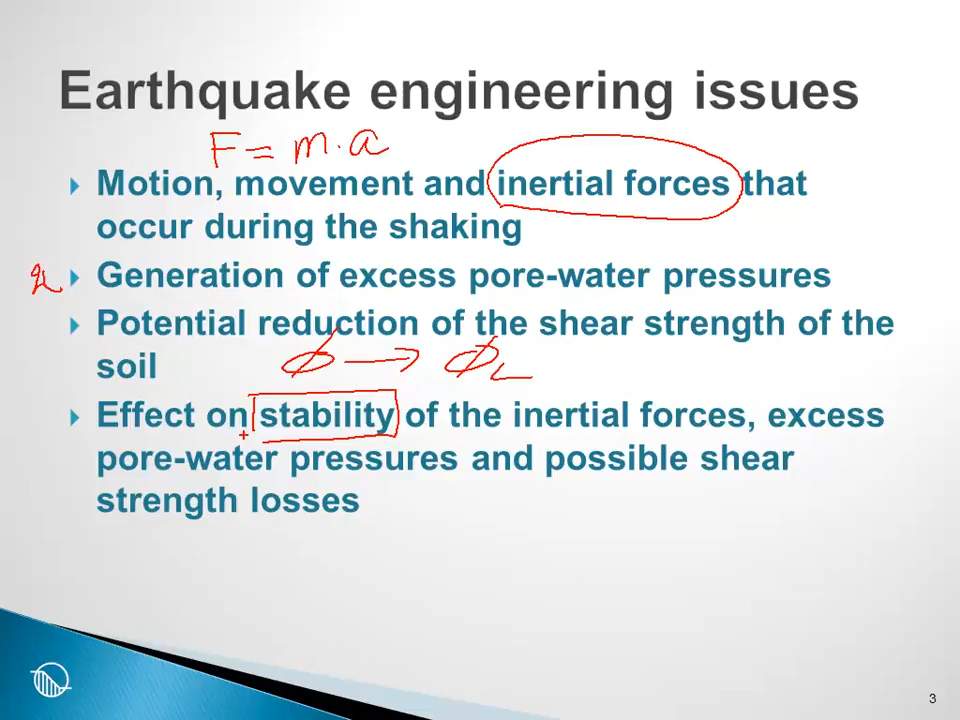 Earthquake engineering issues
F = m.a
Motion, movement and inertial forces that
occur during the shaking
Generation of excess pore-water pressures
Potential reduction of the shear strength of the
soil
Effect on stability of the inertial forces, excess
pore-water pressures and possible shear
strength losses
3